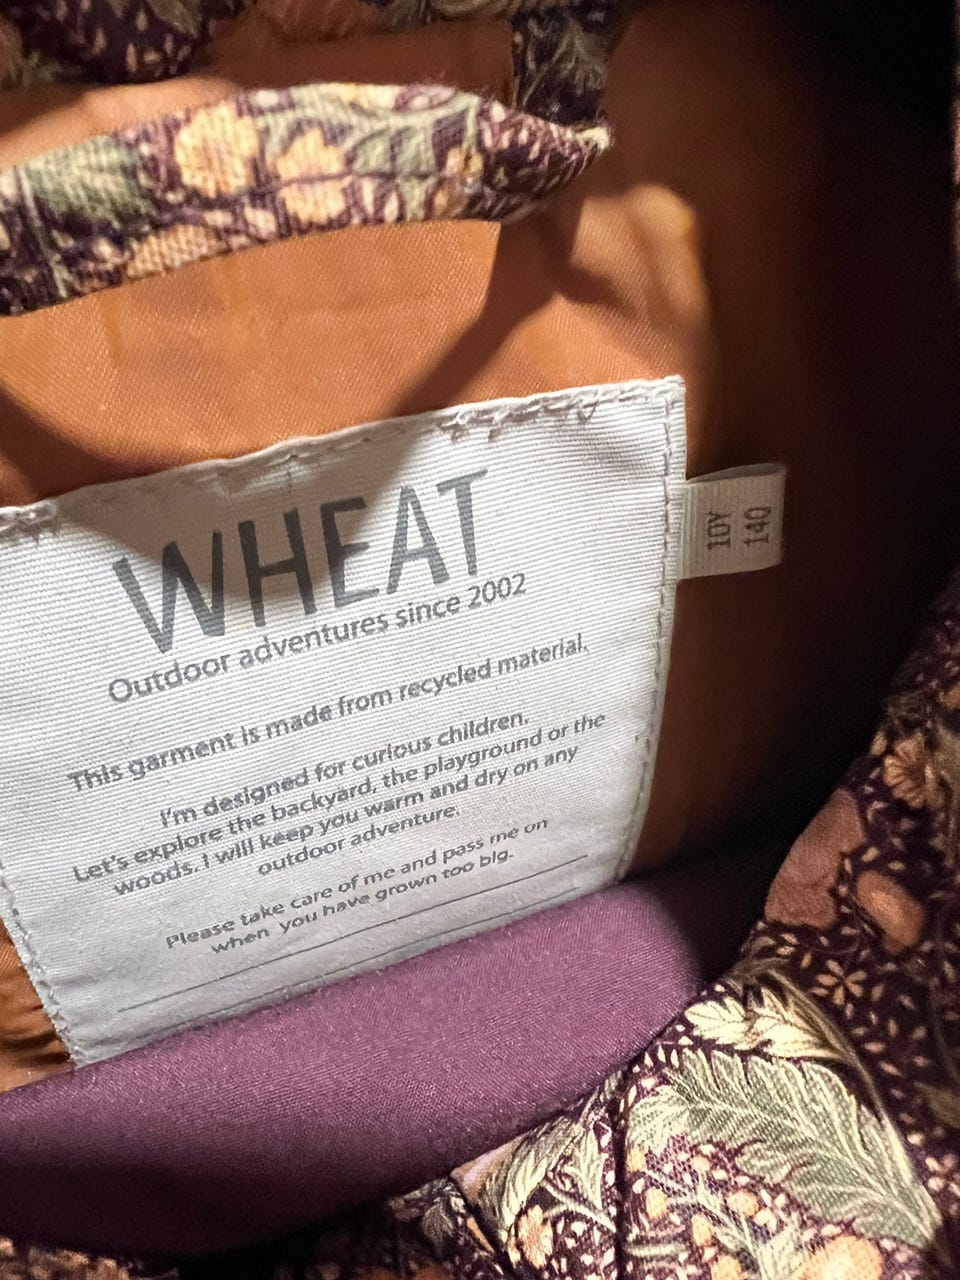 WHEAT
Outdoor adventures since 2002
This garment is made from recycled material.
I'm designed for curious children.
Let's explore the backyard, the playground or the
woods. I will keep you warm and dry on any
outdoor adventure.
Please take care of me and pass me on
when you have grown too big.
10Y
140